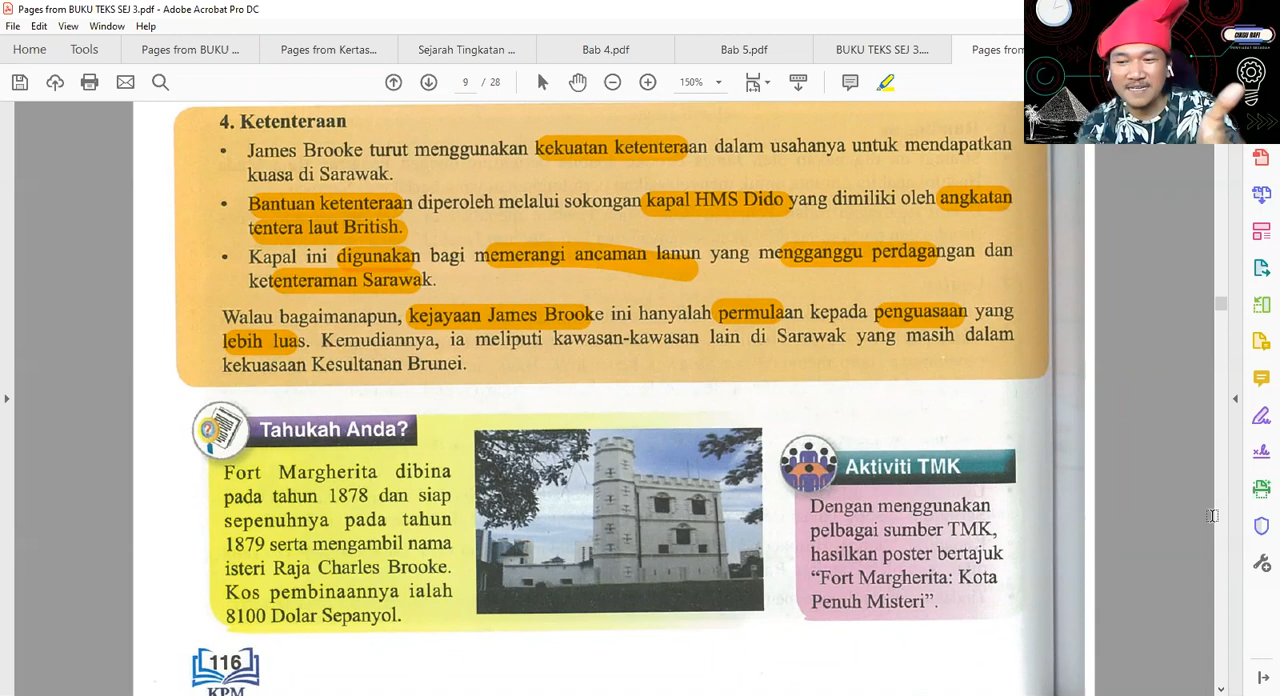 Pages from BUKU TEKS SEJ 3.pdf - Adobe Acrobat Pro DC
File Edit View Window Help
Home Tools Pages from BUKU ... Pages from Kertas... Sejarah Tingkatan ... Bab 4.pdf Bab 5.pdf BUKU TEKS SEJ 3.... Pages from
9 / 28 150%
CIKGU RAFI
4. Ketenteraan
• James Brooke turut menggunakan kekuatan ketenteraan dalam usahanya untuk mendapatkan
kuasa di Sarawak.
• Bantuan ketenteraan diperoleh melalui sokongan kapal HMS Dido yang dimiliki oleh angkatan
tentera laut British.
• Kapal ini digunakan bagi memerangi ancaman lanun yang mengganggu perdagangan dan
ketenteraman Sarawak.
Walau bagaimanapun, kejayaan James Brooke ini hanyalah permulaan kepada penguasaan yang
lebih luas. Kemudiannya, ia meliputi kawasan-kawasan lain di Sarawak yang masih dalam
kekuasaan Kesultanan Brunei.
Tahukah Anda?
Fort Margherita dibina
pada tahun 1878 dan siap
sepenuhnya pada tahun
1879 serta mengambil nama
isteri Raja Charles Brooke.
Kos pembinaannya ialah
8100 Dolar Sepanyol.
Aktiviti TMK
Dengan menggunakan
pelbagai sumber TMK,
hasilkan poster bertajuk
“Fort Margherita: Kota
Penuh Misteri”.
116
KPM